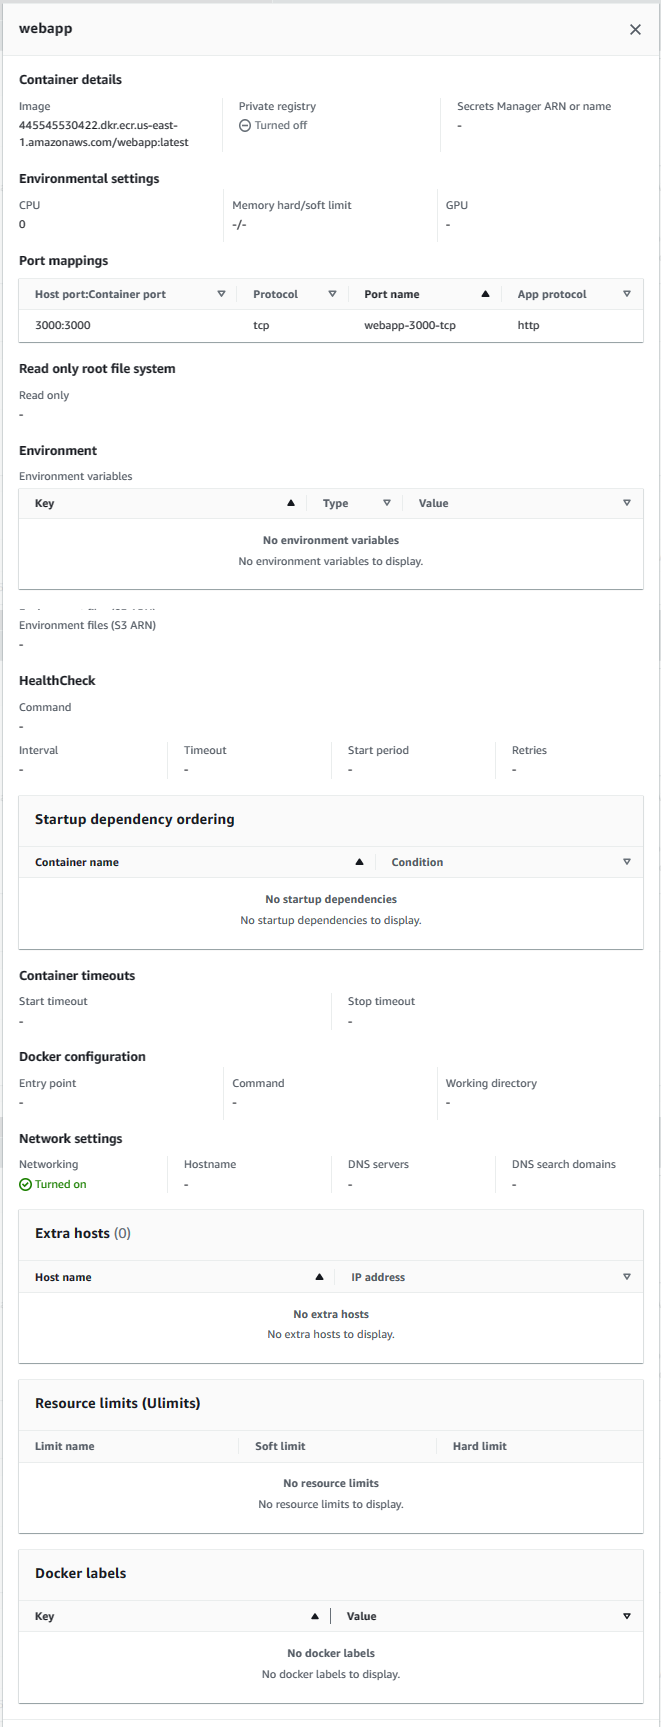 webapp
Container details
Image
Private registry
Secrets Manager ARN or name
445545530422.dkr.ecr.us-east-
1.amazonaws.com/webapp:latest
Turned off
-
Environmental settings
CPU
Memory hard/soft limit
GPU
0
-/-
-
Port mappings
Host port:Container port
Protocol
Port name
App protocol
3000:3000
tcp
webapp-3000-tcp
http
Read only root file system
Read only
-
Environment
Environment variables
Key
Type
Value
No environment variables
No environment variables to display.
Environment files (S3 ARN)
-
HealthCheck
Command
-
Interval
Timeout
Start period
Retries
-
-
-
-
Startup dependency ordering
Container name
Condition
No startup dependencies
No startup dependencies to display.
Container timeouts
Start timeout
Stop timeout
-
-
Docker configuration
Entry point
Command
Working directory
-
-
-
Network settings
Networking
Hostname
DNS servers
DNS search domains
Turned on
-
-
-
Extra hosts (0)
Host name
IP address
No extra hosts
No extra hosts to display.
Resource limits (Ulimits)
Limit name
Soft limit
Hard limit
No resource limits
No resource limits to display.
Docker labels
Key
Value
No docker labels
No docker labels to display.